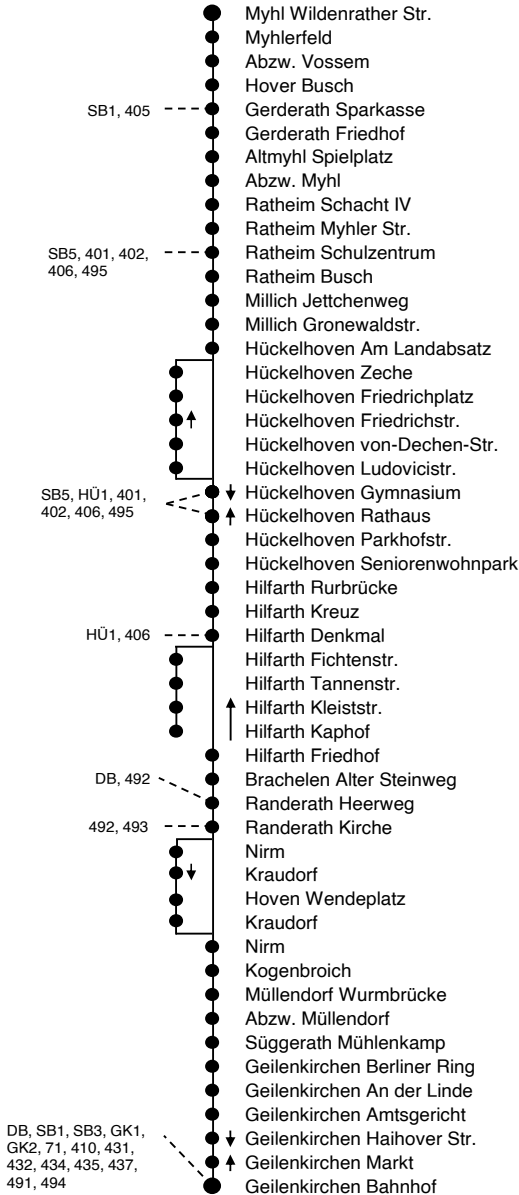 Myhl Wildenrather Str.
Myhlerfeld
Abzw. Vossem
Hover Busch
SB1, 405
Gerderath Sparkasse
Gerderath Friedhof
Altmyhl Spielplatz
Abzw. Myhl
Ratheim Schacht IV
Ratheim Myhler Str.
SB5, 401, 402,
406, 495
Ratheim Schulzentrum
Ratheim Busch
Millich Jettchenweg
Millich Gronewaldstr.
Hückelhoven Am Landabsatz
Hückelhoven Zeche
Hückelhoven Friedrichplatz
Hückelhoven Friedrichstr.
Hückelhoven von-Dechen-Str.
Hückelhoven Ludovicistr.
SB5, HÜ1, 401,
402, 406, 495
Hückelhoven Gymnasium
Hückelhoven Rathaus
Hückelhoven Parkhofstr.
Hückelhoven Seniorenwohnpark
Hilfarth Rurbrücke
Hilfarth Kreuz
HÜ1, 406
Hilfarth Denkmal
Hilfarth Fichtenstr.
Hilfarth Tannenstr.
Hilfarth Kleiststr.
Hilfarth Kaphof
Hilfarth Friedhof
Brachelen Alter Steinweg
DB, 492
Randerath Heerweg
492, 493
Randerath Kirche
Nirm
Kraudorf
Hoven Wendeplatz
Kraudorf
Nirm
Kogenbroich
Müllendorf Wurmbrücke
Abzw. Müllendorf
Süggerath Mühlenkamp
Geilenkirchen Berliner Ring
Geilenkirchen An der Linde
Geilenkirchen Amtsgericht
DB, SB1, SB3, GK1,
GK2, 71, 410, 431,
432, 434, 435, 437,
491, 494
Geilenkirchen Haihover Str.
Geilenkirchen Markt
Geilenkirchen Bahnhof